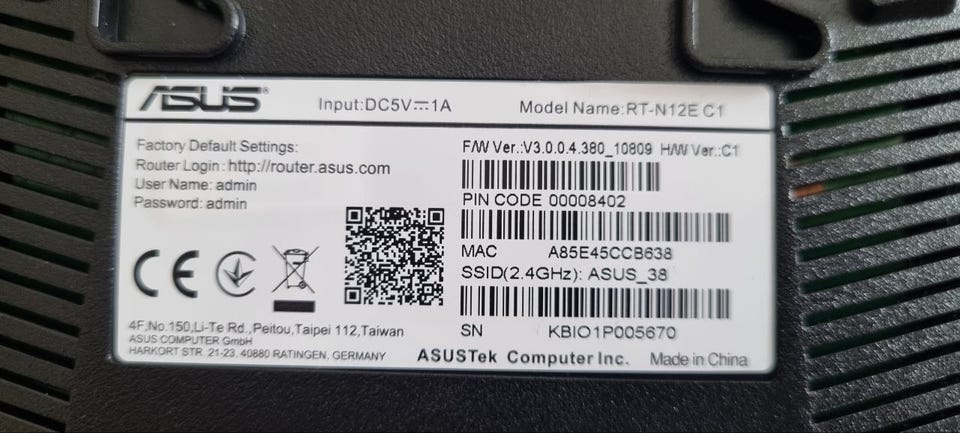 ASUS Input:DC5V⎓1A Model Name:RT-N12E C1
Factory Default Settings:
Router Login : http://router.asus.com
User Name: admin
Password: admin
F/W Ver.:V3.0.0.4.380_10809 H/W Ver.:C1
PIN CODE 00008402
MAC A85E45CCB638
SSID(2.4GHz): ASUS_38
SN KBIO1P005670
CE
4F,No.150,Li-Te Rd.,Peitou,Taipei 112,Taiwan
ASUS COMPUTER GmbH
HARKORT STR. 21-23, 40880 RATINGEN, GERMANY
ASUSTek Computer Inc. Made in China